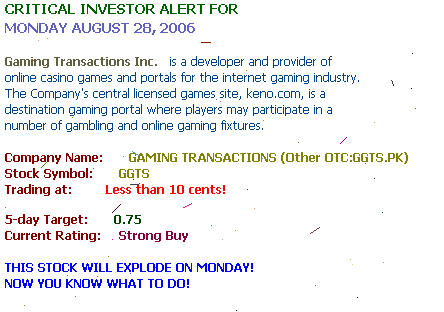 CRITICAL INVESTOR ALERT FOR
MONDAY AUGUST 28, 2006
Gaming Transactions Inc. is a developer and provider of
online casino games and portals for the internet gaming industry.
The Company's central licensed games site, keno.com, is a
destination gaming portal where players may participate in a
number of gambling and online gaming fixtures.
Company Name: GAMING TRANSACTIONS (Other OTC:GGTS.PK)
Stock Symbol: GGTS
Trading at: Less than 10 cents!
5-day Target: 0.75
Current Rating: Strong Buy
THIS STOCK WILL EXPLODE ON MONDAY!
NOW YOU KNOW WHAT TO DO!